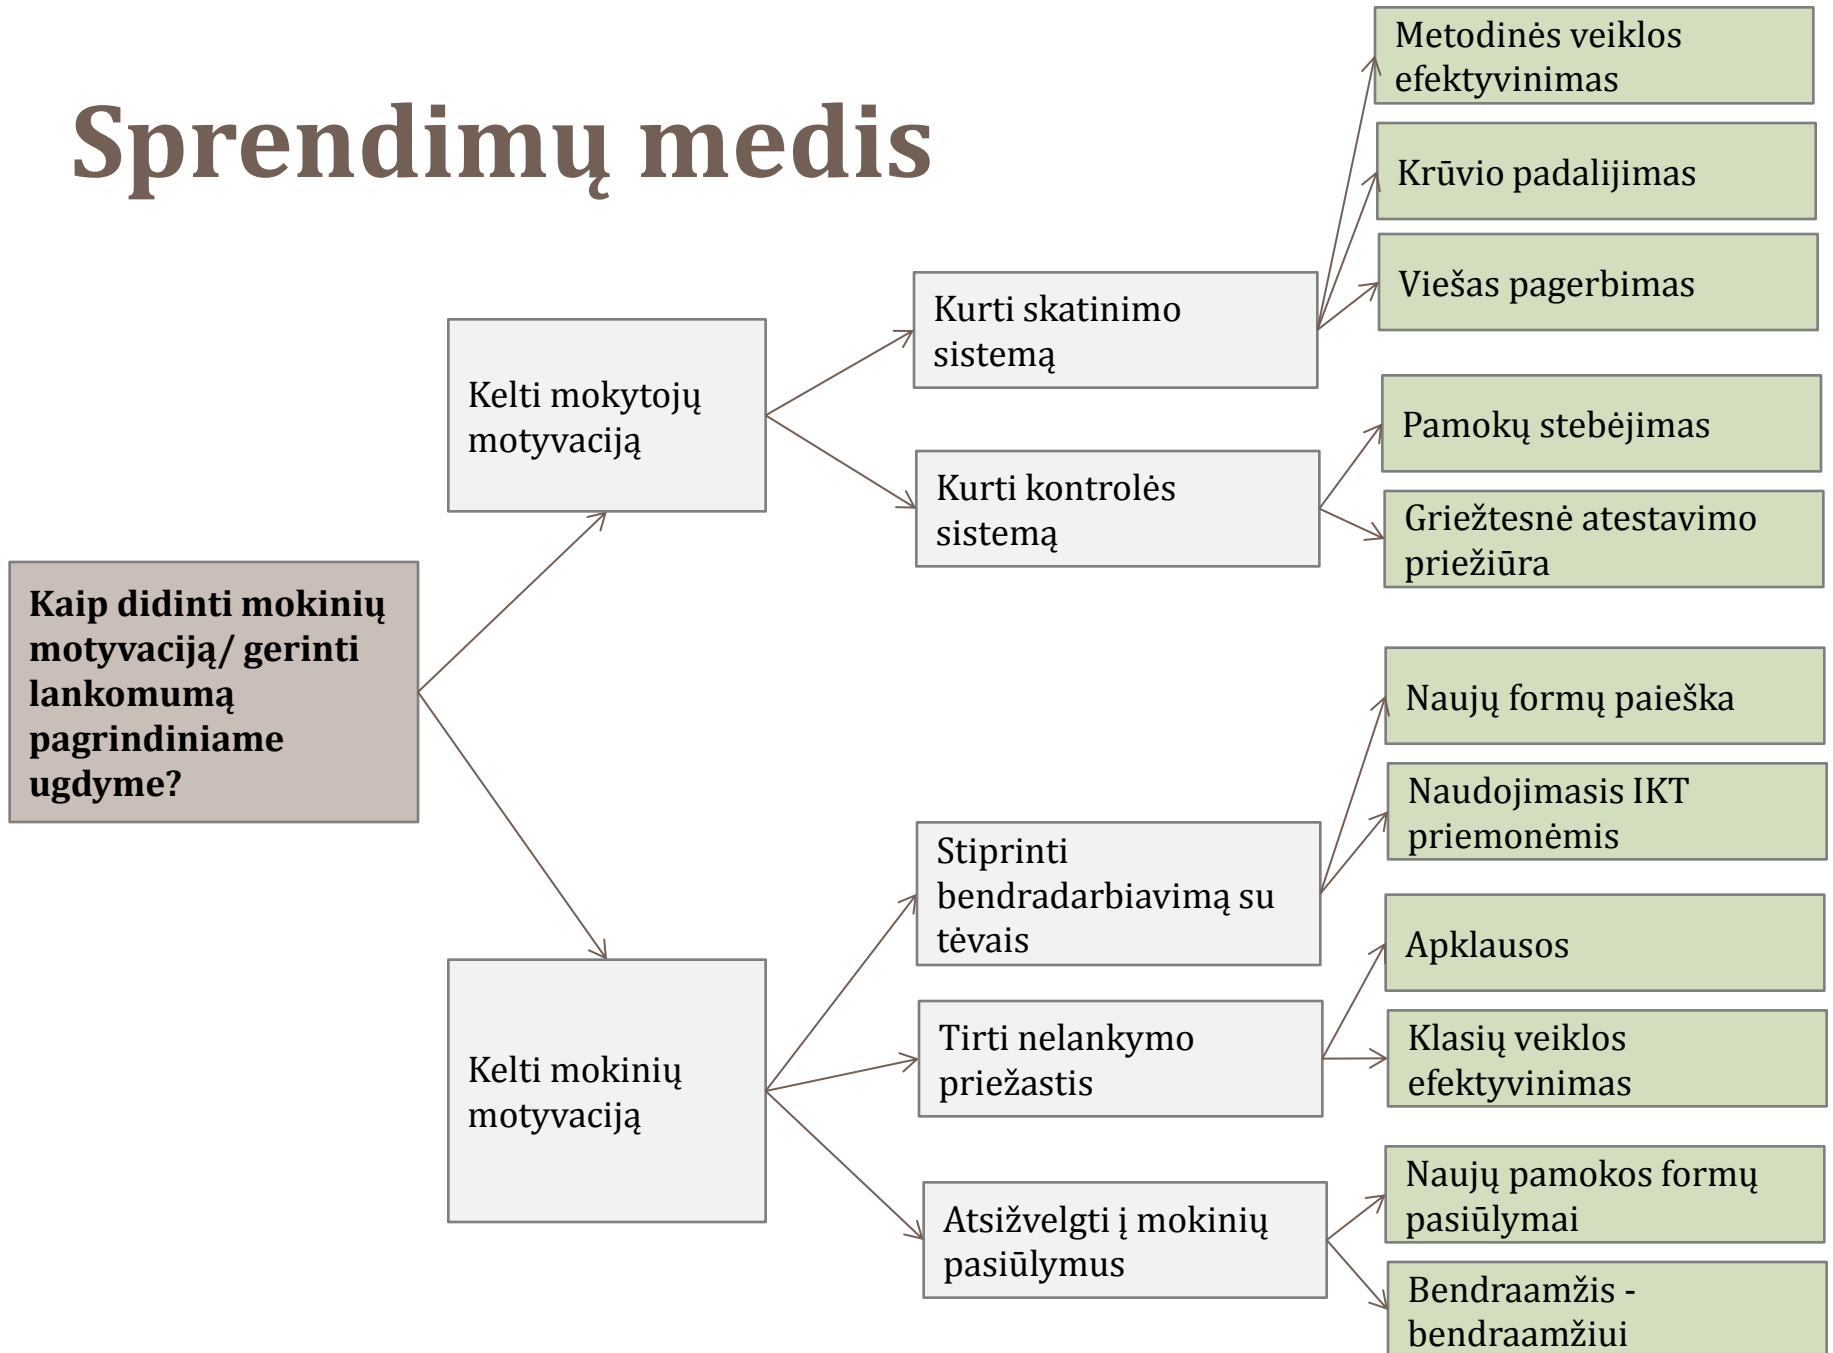 Sprendimų medis
Kaip didinti mokinių
motyvaciją/ gerinti
lankomumą
pagrindiniame
ugdyme?
Kelti mokytojų
motyvaciją
Kurti skatinimo
sistemą
Metodinės veiklos
efektyvinimas
Krūvio padalijimas
Viešas pagerbimas
Kurti kontrolės
sistemą
Pamokų stebėjimas
Griežtesnė atestavimo
priežiūra
Kelti mokinių
motyvaciją
Stiprinti
bendradarbiavimą su
tėvais
Naujų formų paieška
Naudojimasis IKT
priemonėmis
Tirti nelankymo
priežastis
Apklausos
Klasių veiklos
efektyvinimas
Atsižvelgti į mokinių
pasiūlymus
Naujų pamokos formų
pasiūlymai
Bendraamžis -
bendraamžiui